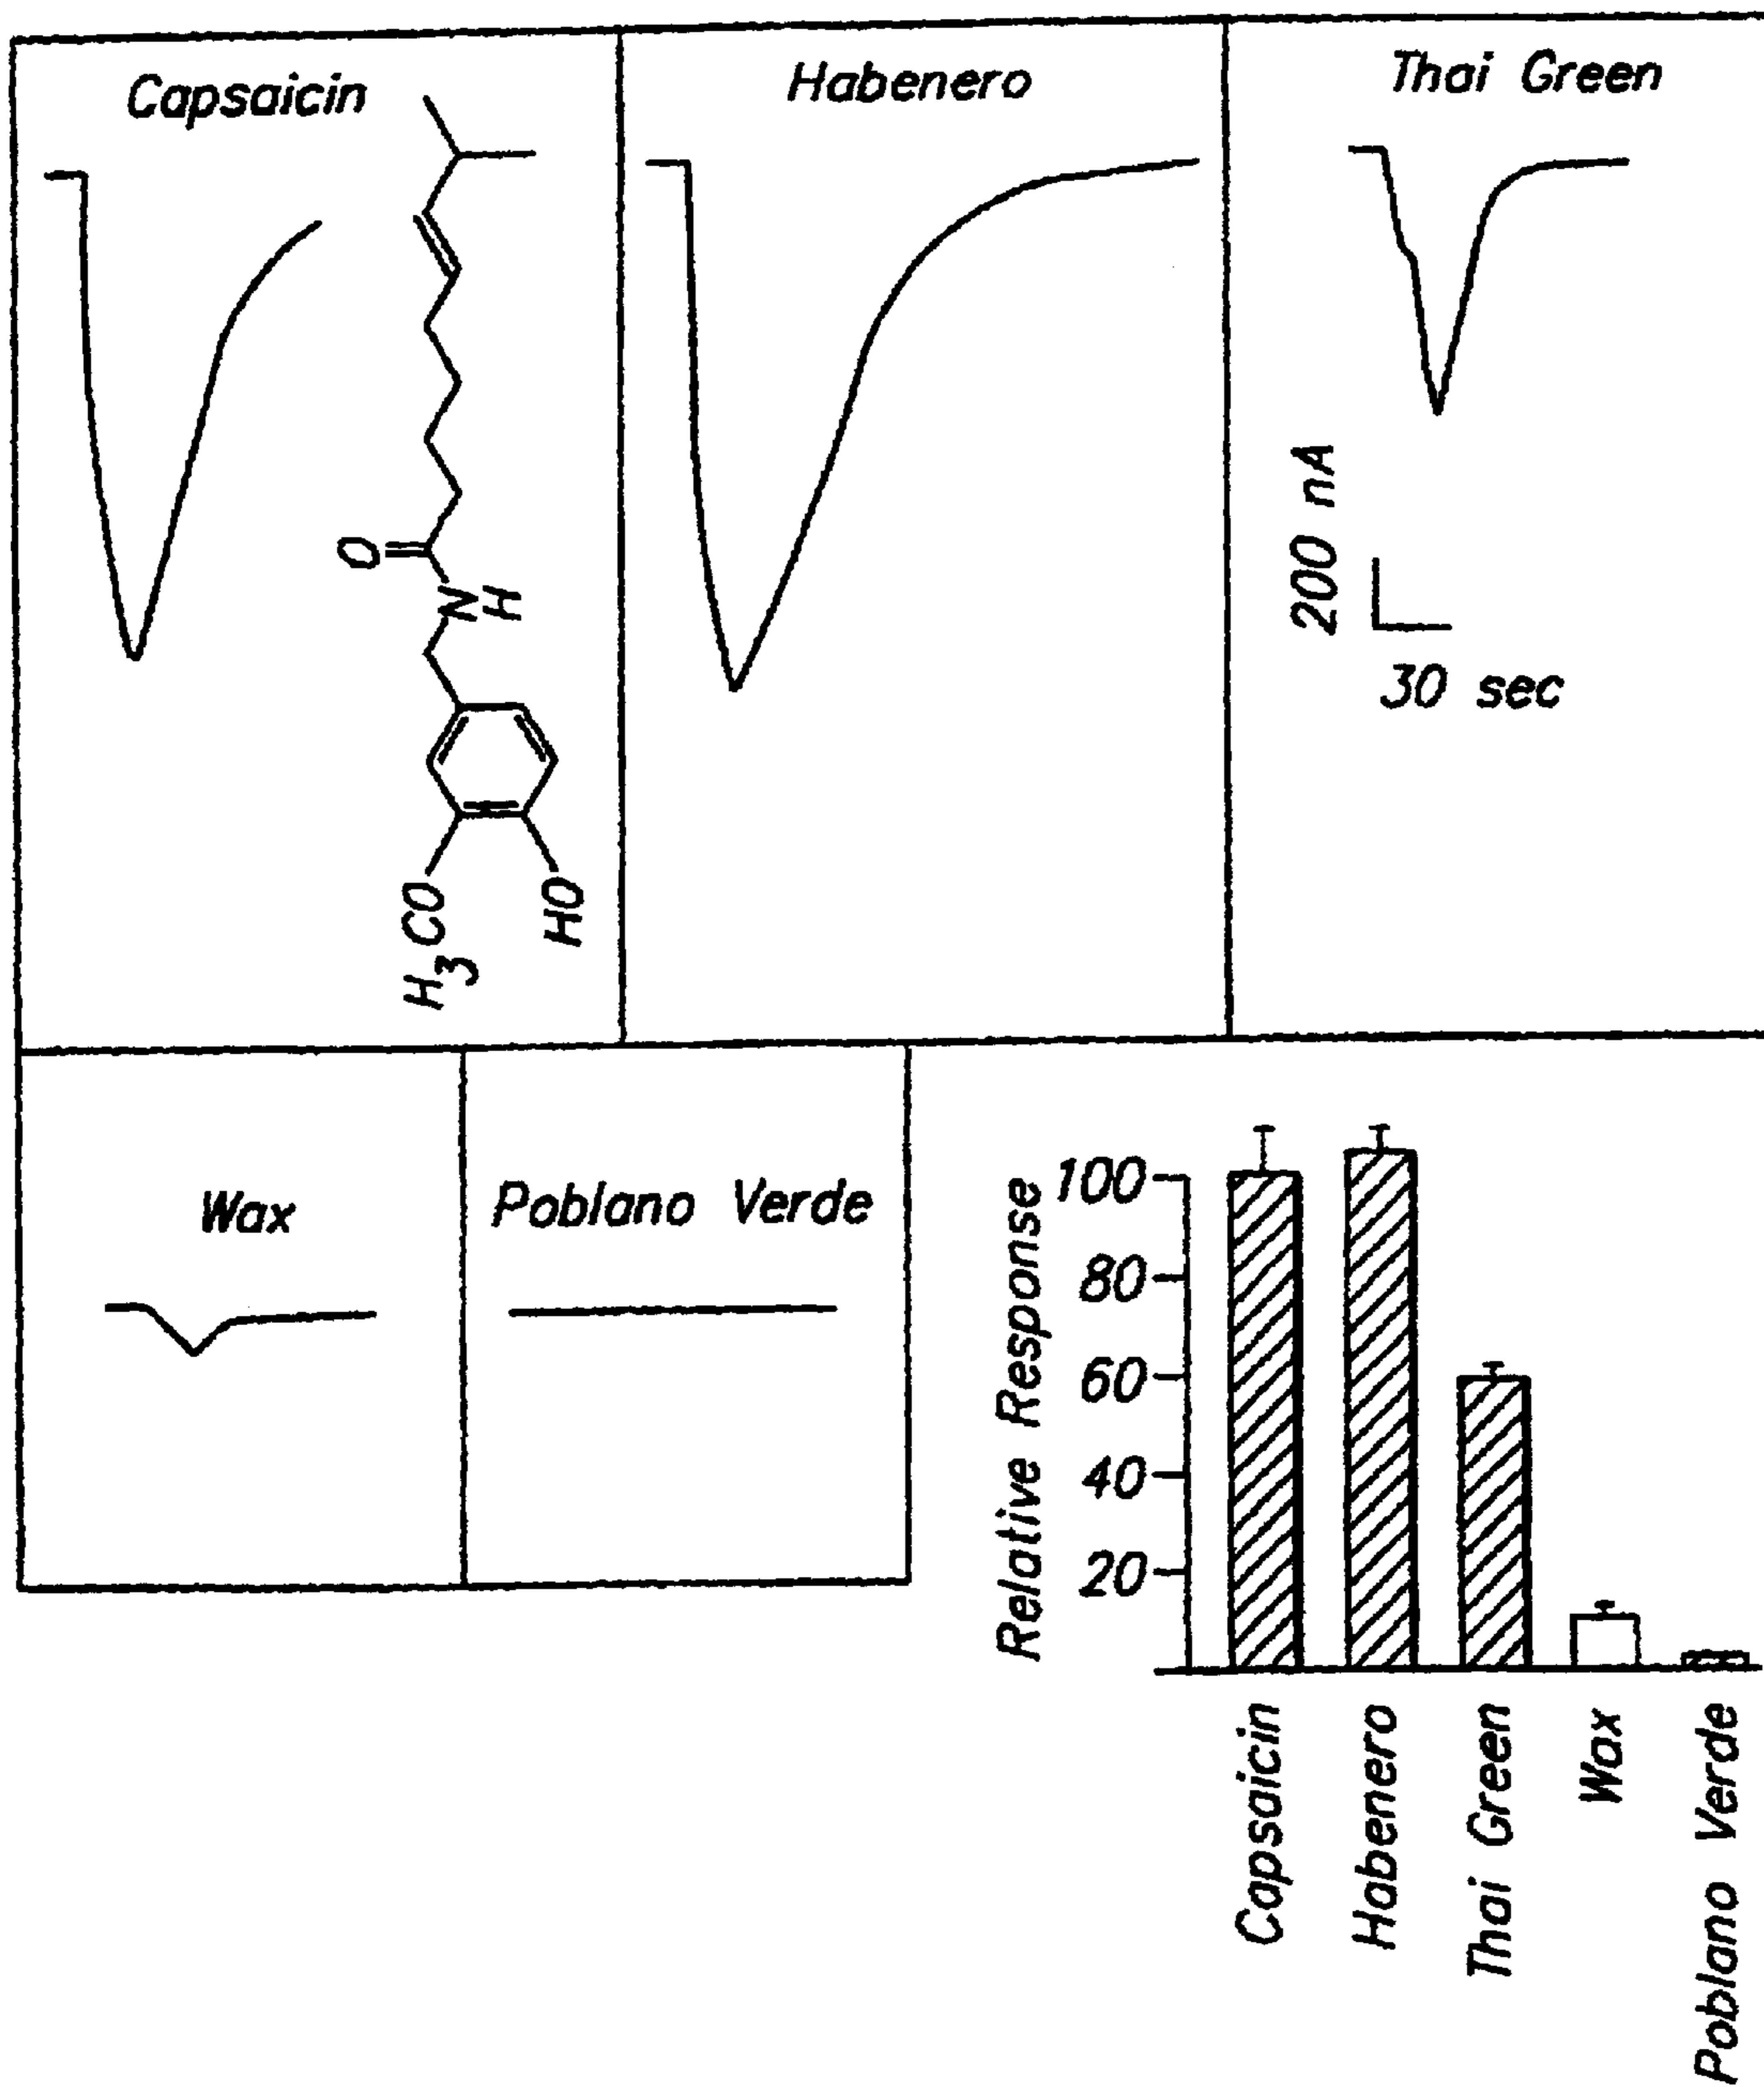 Capsaicin
Habenero
Thai Green
O
N
H
H3CO
HO
200 nA
30 sec
Wax
Poblano Verde
Relative Response
100
80
60
40
20
Capsaicin
Habenero
Thai Green
Wax
Poblano Verde